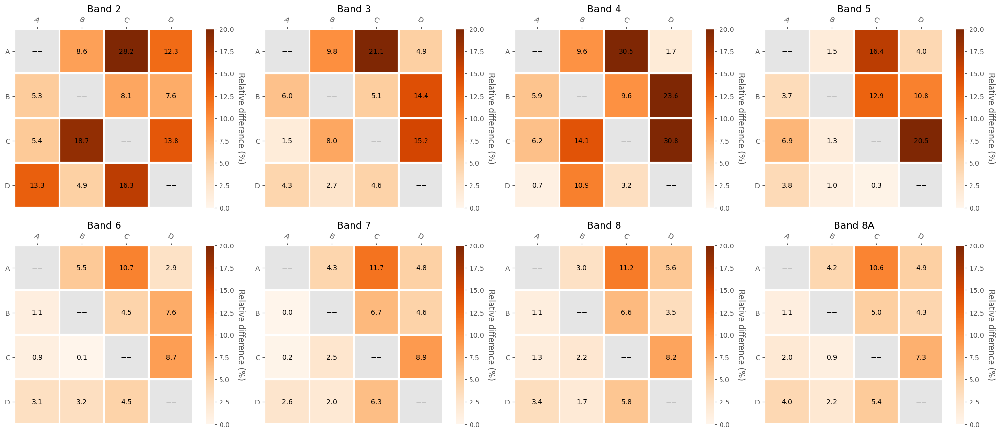 Band 2
A B C D
A —— 8.6 28.2 12.3
B 5.3 —— 8.1 7.6
C 5.4 18.7 —— 13.8
D 13.3 4.9 16.3 ——
20.0
17.5
15.0
12.5
10.0
7.5
5.0
2.5
0.0
Relative difference (%)
Band 3
A B C D
A —— 9.8 21.1 4.9
B 6.0 —— 5.1 14.4
C 1.5 8.0 —— 15.2
D 4.3 2.7 4.6 ——
20.0
17.5
15.0
12.5
10.0
7.5
5.0
2.5
0.0
Relative difference (%)
Band 4
A B C D
A —— 9.6 30.5 1.7
B 5.9 —— 9.6 23.6
C 6.2 14.1 —— 30.8
D 0.7 10.9 3.2 ——
20.0
17.5
15.0
12.5
10.0
7.5
5.0
2.5
0.0
Relative difference (%)
Band 5
A B C D
A —— 1.5 16.4 4.0
B 3.7 —— 12.9 10.8
C 6.9 1.3 —— 20.5
D 3.8 1.0 0.3 ——
20.0
17.5
15.0
12.5
10.0
7.5
5.0
2.5
0.0
Relative difference (%)
Band 6
A B C D
A —— 5.5 10.7 2.9
B 1.1 —— 4.5 7.6
C 0.9 0.1 —— 8.7
D 3.1 3.2 4.5 ——
20.0
17.5
15.0
12.5
10.0
7.5
5.0
2.5
0.0
Relative difference (%)
Band 7
A B C D
A —— 4.3 11.7 4.8
B 0.0 —— 6.7 4.6
C 0.2 2.5 —— 8.9
D 2.6 2.0 6.3 ——
20.0
17.5
15.0
12.5
10.0
7.5
5.0
2.5
0.0
Relative difference (%)
Band 8
A B C D
A —— 3.0 11.2 5.6
B 1.1 —— 6.6 3.5
C 1.3 2.2 —— 8.2
D 3.4 1.7 5.8 ——
20.0
17.5
15.0
12.5
10.0
7.5
5.0
2.5
0.0
Relative difference (%)
Band 8A
A B C D
A —— 4.2 10.6 4.9
B 1.1 —— 5.0 4.3
C 2.0 0.9 —— 7.3
D 4.0 2.2 5.4 ——
20.0
17.5
15.0
12.5
10.0
7.5
5.0
2.5
0.0
Relative difference (%)